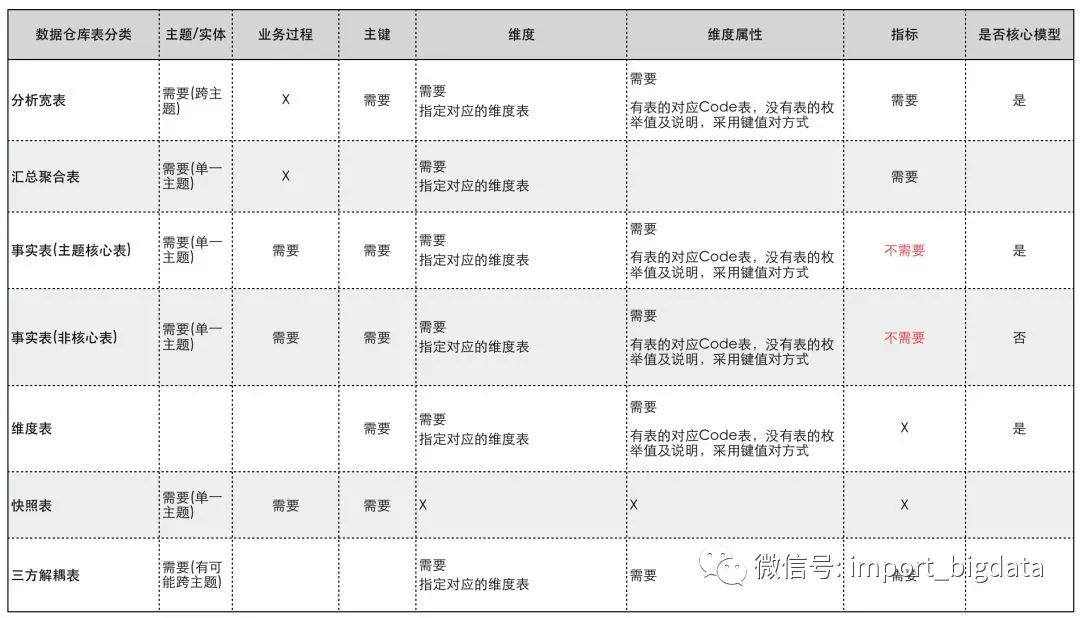 数据仓库表分类 主题/实体 业务过程 主键 维度 维度属性 指标 是否核心模型
分析宽表
需要(跨主
题)
X
需要
需要
指定对应的维度表
需要
有表的对应Code表，没有表的枚
举值及说明，采用键值对方式
需要
是
汇总聚合表
需要(单一
主题)
X
需要
指定对应的维度表
需要
事实表(主题核心表)
需要(单一
主题)
需要
需要
需要
指定对应的维度表
需要
有表的对应Code表，没有表的枚
举值及说明，采用键值对方式
不需要
是
事实表(非核心表)
需要(单一
主题)
需要
需要
需要
指定对应的维度表
需要
有表的对应Code表，没有表的枚
举值及说明，采用键值对方式
不需要
否
维度表
需要
需要
指定对应的维度表
需要
有表的对应Code表，没有表的枚
举值及说明，采用键值对方式
X
是
快照表
需要(单一
主题)
需要
需要
X
X
X
三方解耦表
需要(有可
能跨主题)
需要
指定对应的维度表
需要
需要
微信号: import_bigdata